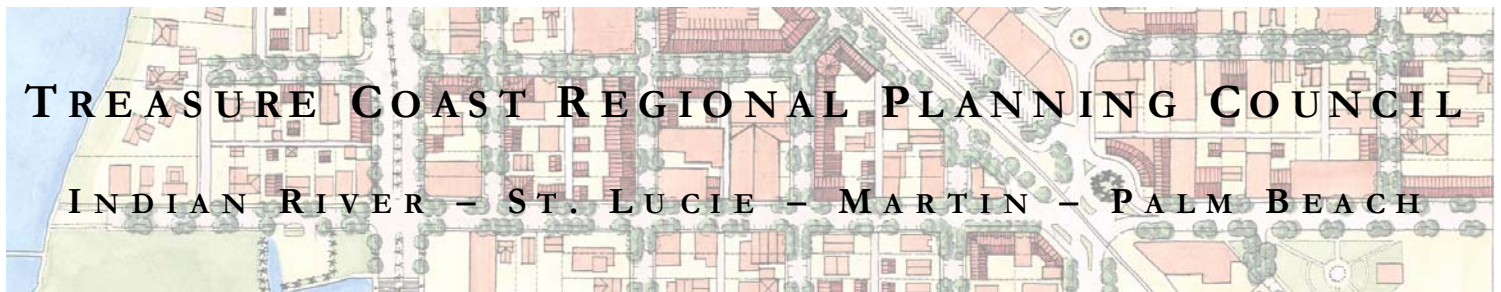 TREASURE COAST REGIONAL PLANNING COUNCIL
INDIAN RIVER – ST. LUCIE – MARTIN – PALM BEACH